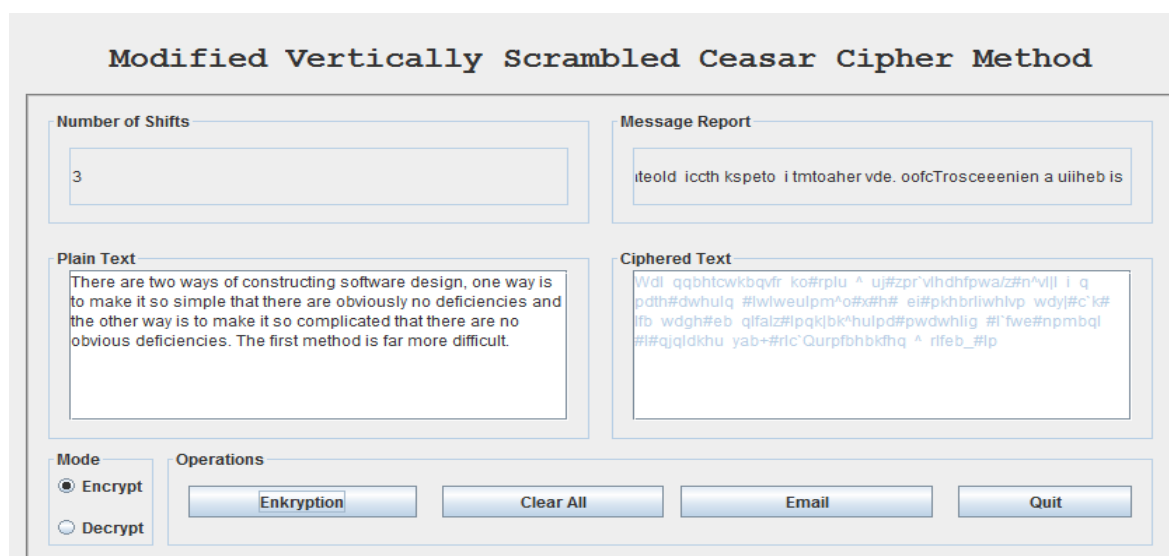 Modified Vertically Scrambled Ceasar Cipher Method
Number of Shifts
3
Message Report
teold iccth kspeto i tmtoaher vde. oofcTrosceeenien a uiiheb is
Plain Text
There are two ways of constructing software design, one way is
to make it so simple that there are obviously no deficiencies and
the other way is to make it so complicated that there are no
obvious deficiencies. The first method is far more difficult.
Ciphered Text
Wdl qqbhtcwkbqvfr ko#rplu ^ uj#zpr`vlhdhfpwa/z#n^vl|l i q
pdth#dwhulq #lwlweulpm^o#x#h# ei#pkhbrliwhlvp wdy|#c`k#
lfb wdgh#eb qlfalz#lpqk|bk^hulpd#pwdwhlig #l`fwe#npmbql
#l#qjqldkhu yab+#rlc`Qurpfbhbkfhq ^ rlfeb_#lp
Mode
Encrypt
Decrypt
Operations
Enkryption
Clear All
Email
Quit